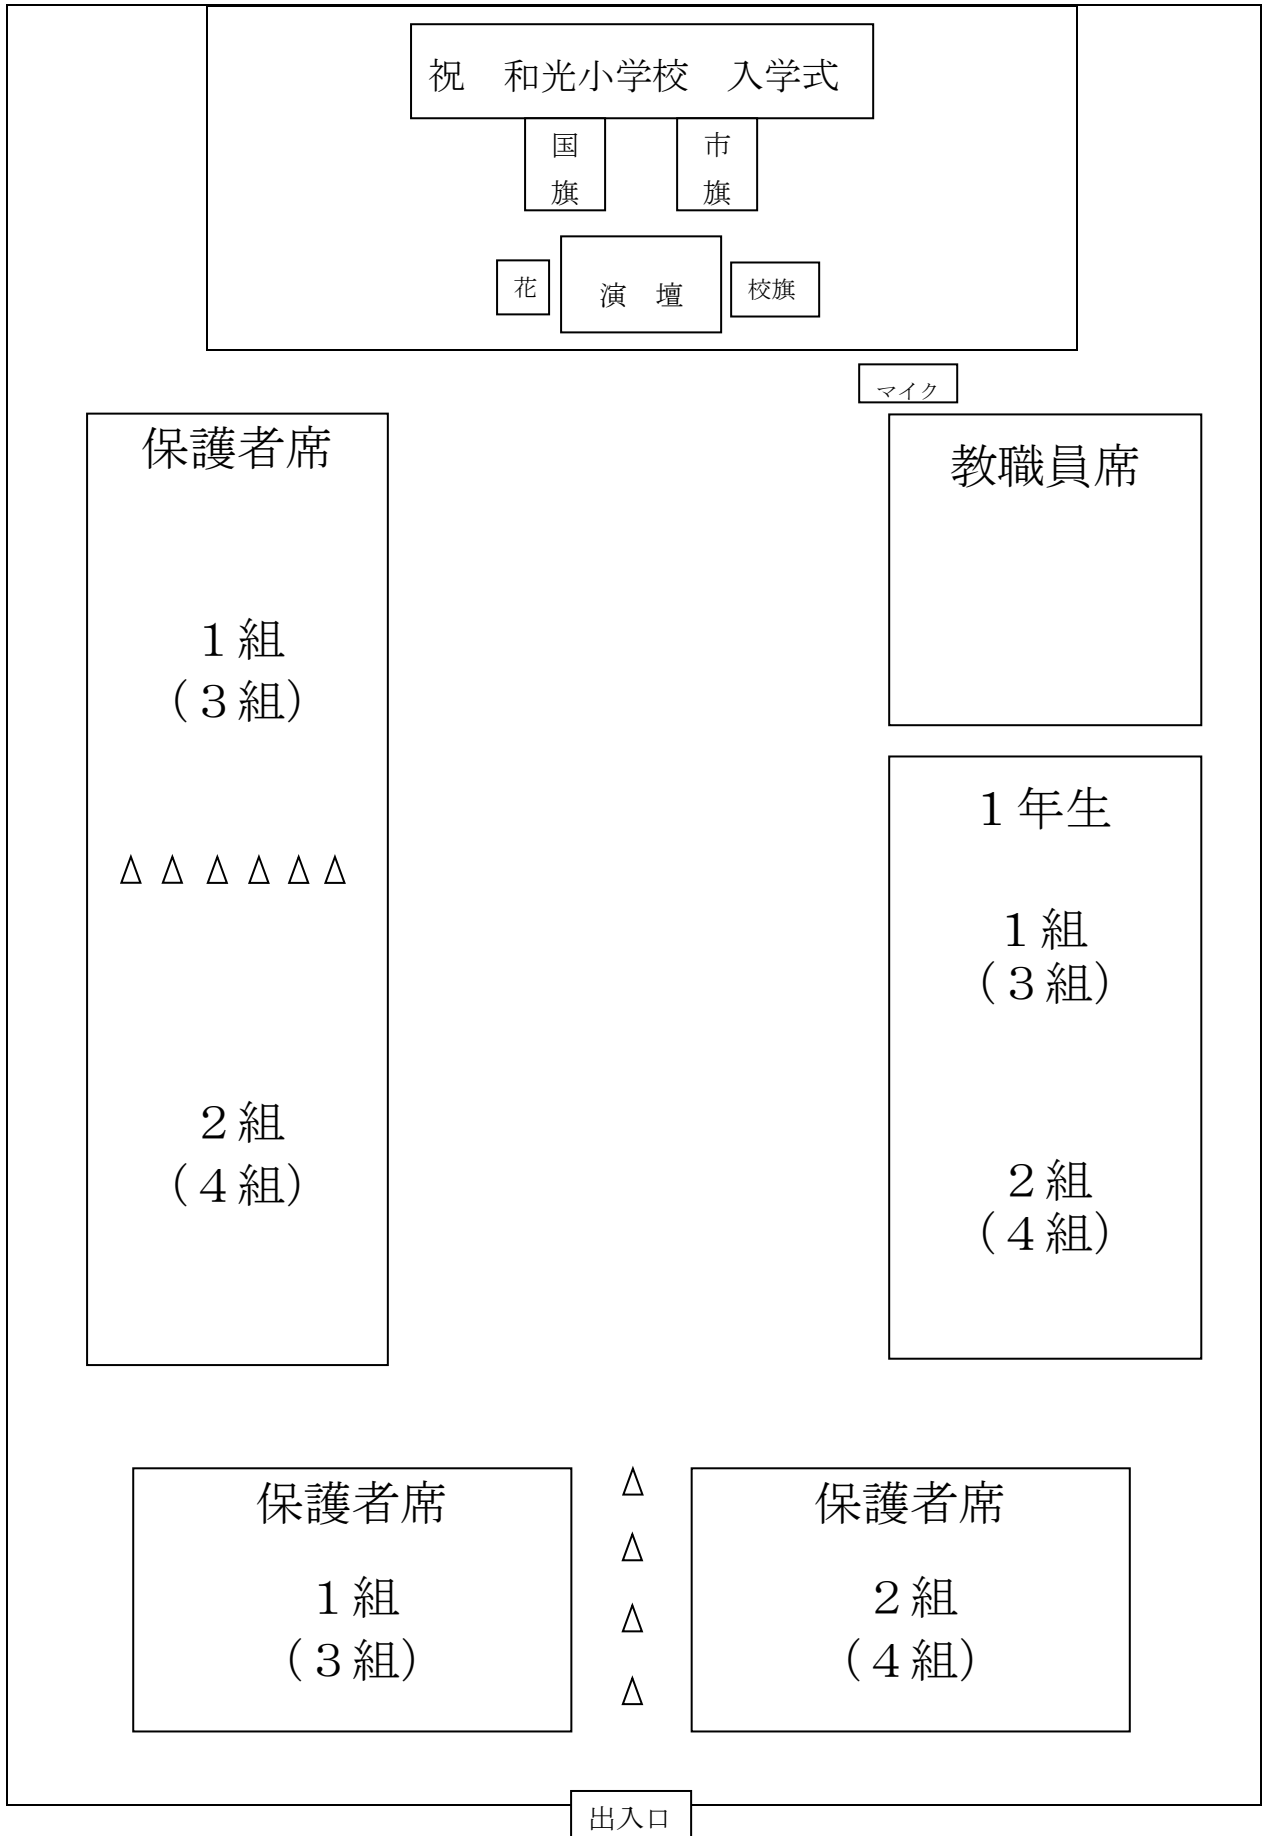 祝　和光小学校　入学式
国
旗
市
旗
花
演　壇
校旗
マイク
保護者席
１組
（３組）
２組
（４組）
教職員席
１年生
１組
（３組）
２組
（４組）
保護者席
１組
（３組）
保護者席
２組
（４組）
出入口